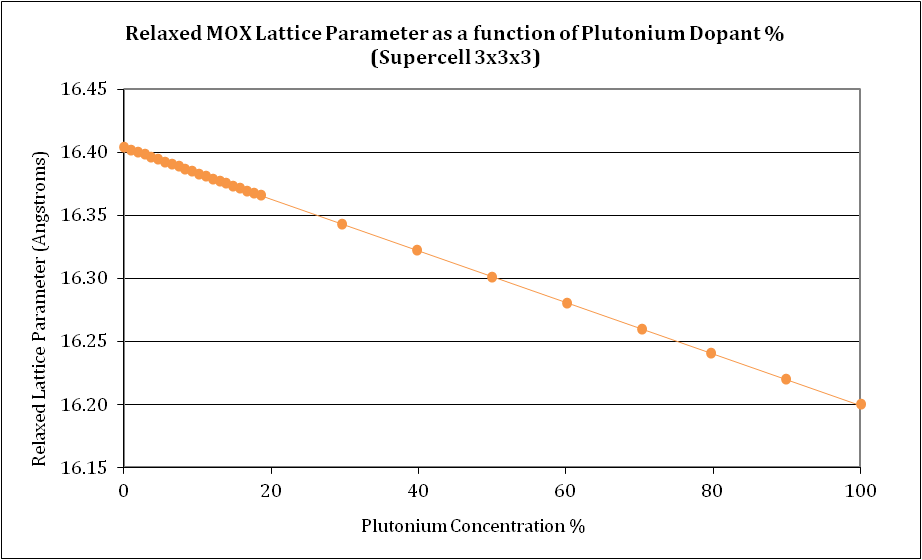 Relaxed MOX Lattice Parameter as a function of Plutonium Dopant %
(Supercell 3x3x3)
Relaxed Lattice Parameter (Angstroms)
16.45
16.40
16.35
16.30
16.25
16.20
16.15
0 20 40 60 80 100
Plutonium Concentration %